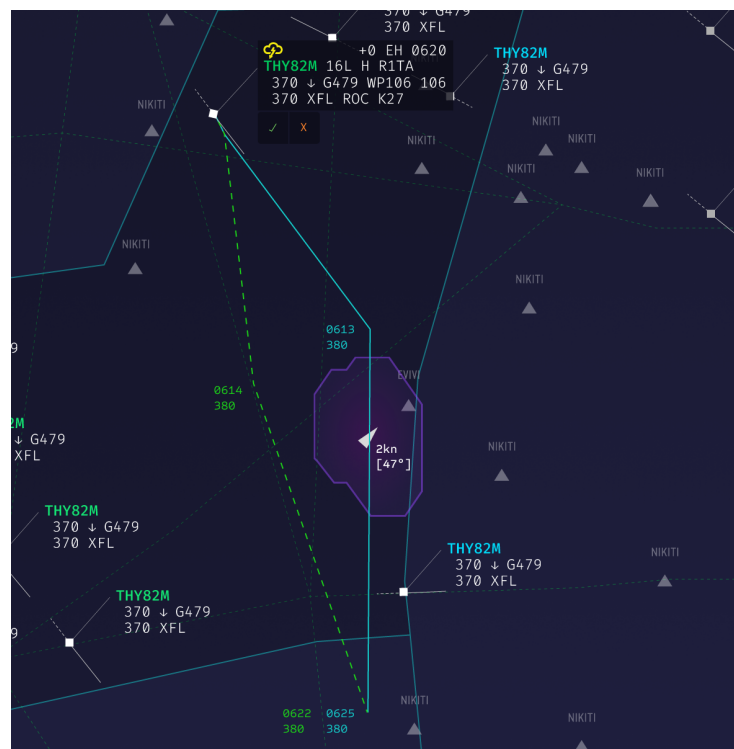 370 ↓ G479
370 XFL
+0 EH 0620
THY82M 16L H R1TA
370 ↓ G479 WP106 106
370 XFL ROC K27
✓ X
THY82M
370 ↓ G479
370 XFL
NIKITI
NIKITI
NIKITI
NIKITI
NIKITI
NIKITI
NIKITI
NIKITI
0613
380
9
EVIVI
0614
380
2M
↓ G479
XFL
2kn
[47°]
NIKITI
THY82M
370 ↓ G479
370 XFL
THY82M
370 ↓ G479
370 XFL
NIKITI
THY82M
370 ↓ G479
370 XFL
9
NIKITI
0622 0625
380 380
NIKITI